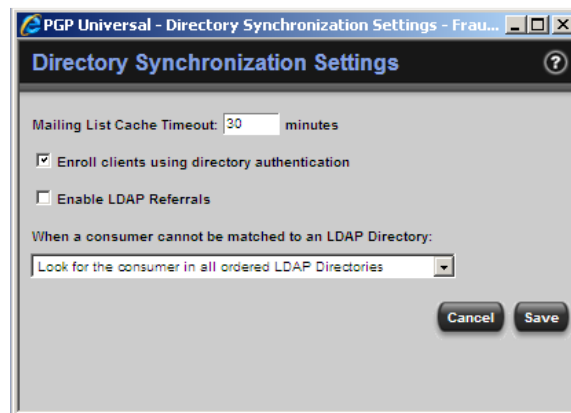 PGP Universal - Directory Synchronization Settings - Frau...
Directory Synchronization Settings
?
Mailing List Cache Timeout: 30 minutes
Enroll clients using directory authentication
Enable LDAP Referrals
When a consumer cannot be matched to an LDAP Directory:
Look for the consumer in all ordered LDAP Directories
Cancel Save